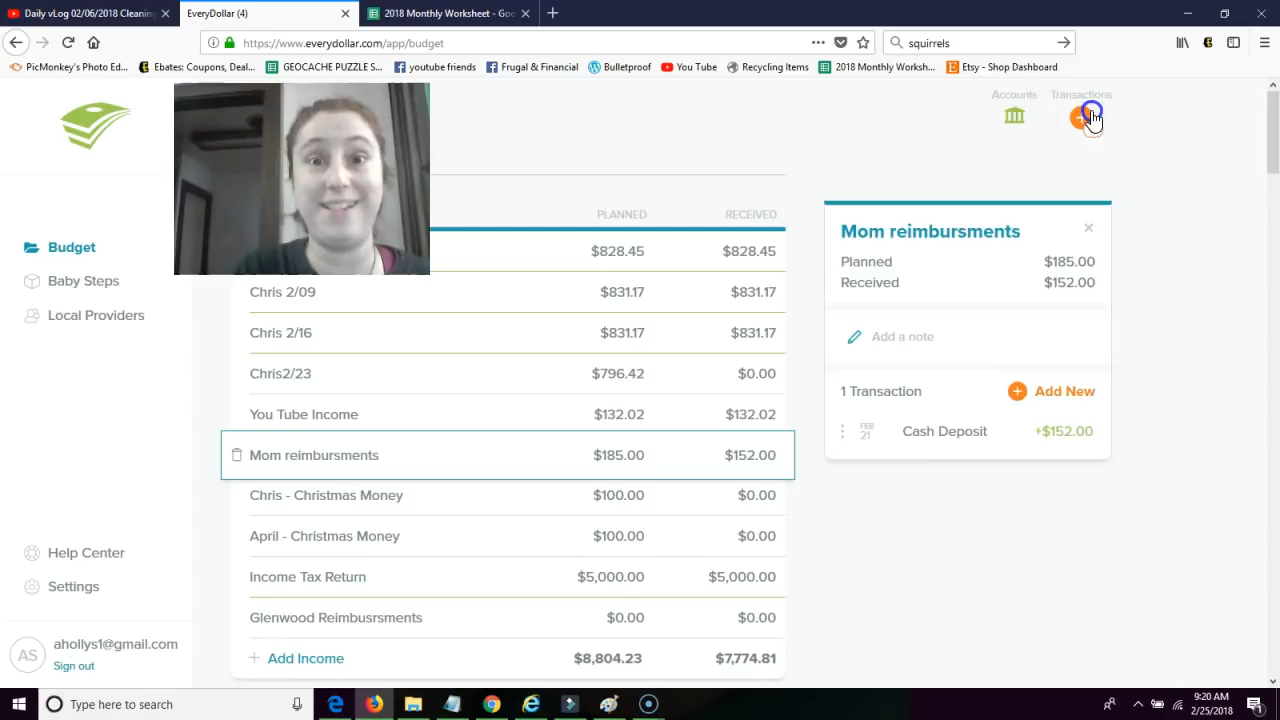 Daily vLog 02/06/2018 Cleaning
EveryDollar (4)
2018 Monthly Worksheet - Goo
https://www.everydollar.com/app/budget
squirrels
PicMonkey's Photo Ed...
Ebates: Coupons, Deal...
GEOCACHE PUZZLE S...
youtube friends
Frugal & Financial
Bulletproof
You Tube
Recycling Items
2018 Monthly Worksh...
Etsy - Shop Dashboard
Accounts
Transactions
Budget
Baby Steps
Local Providers
Help Center
Settings
AS
ahollys1@gmail.com
Sign out
PLANNED RECEIVED
$828.45 $828.45
Chris 2/09 $831.17 $831.17
Chris 2/16 $831.17 $831.17
Chris2/23 $796.42 $0.00
You Tube Income $132.02 $132.02
Mom reimbursments $185.00 $152.00
Chris - Christmas Money $100.00 $0.00
April - Christmas Money $100.00 $0.00
Income Tax Return $5,000.00 $5,000.00
Glenwood Reimbusrsments $0.00 $0.00
Add Income $8,804.23 $7,774.81
Mom reimbursments
Planned $185.00
Received $152.00
Add a note
1 Transaction Add New
FEB 21 Cash Deposit +$152.00
Type here to search
9:20 AM
2/25/2018